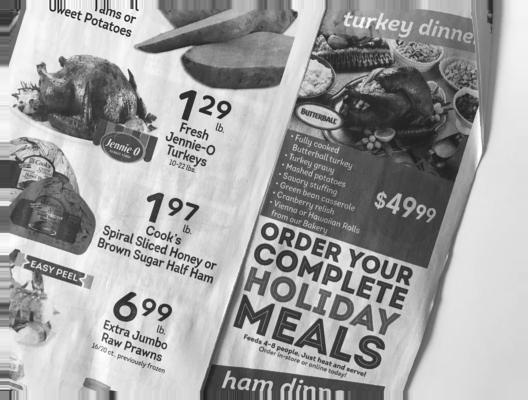 Yams or
Sweet Potatoes
1.29 lb.
Fresh
Jennie-O
Turkeys
10-22 lbs.
Jennie-O
1.97 lb.
Cook's
Spiral Sliced Honey or
Brown Sugar Half Ham
EASY PEEL
6.99 lb.
Extra Jumbo
Raw Prawns
16/20 ct. previously frozen
turkey dinner
BUTTERBALL
• Fully cooked
Butterball turkey
• Turkey gravy
• Mashed potatoes
• Savory stuffing
• Green bean casserole
• Cranberry relish
• Vienna or Hawaiian Rolls
from our Bakery
$49.99
ORDER YOUR
COMPLETE
HOLIDAY
MEALS
Feeds 4-8 people. Just heat and serve!
Order in-store or online today!
ham dinn